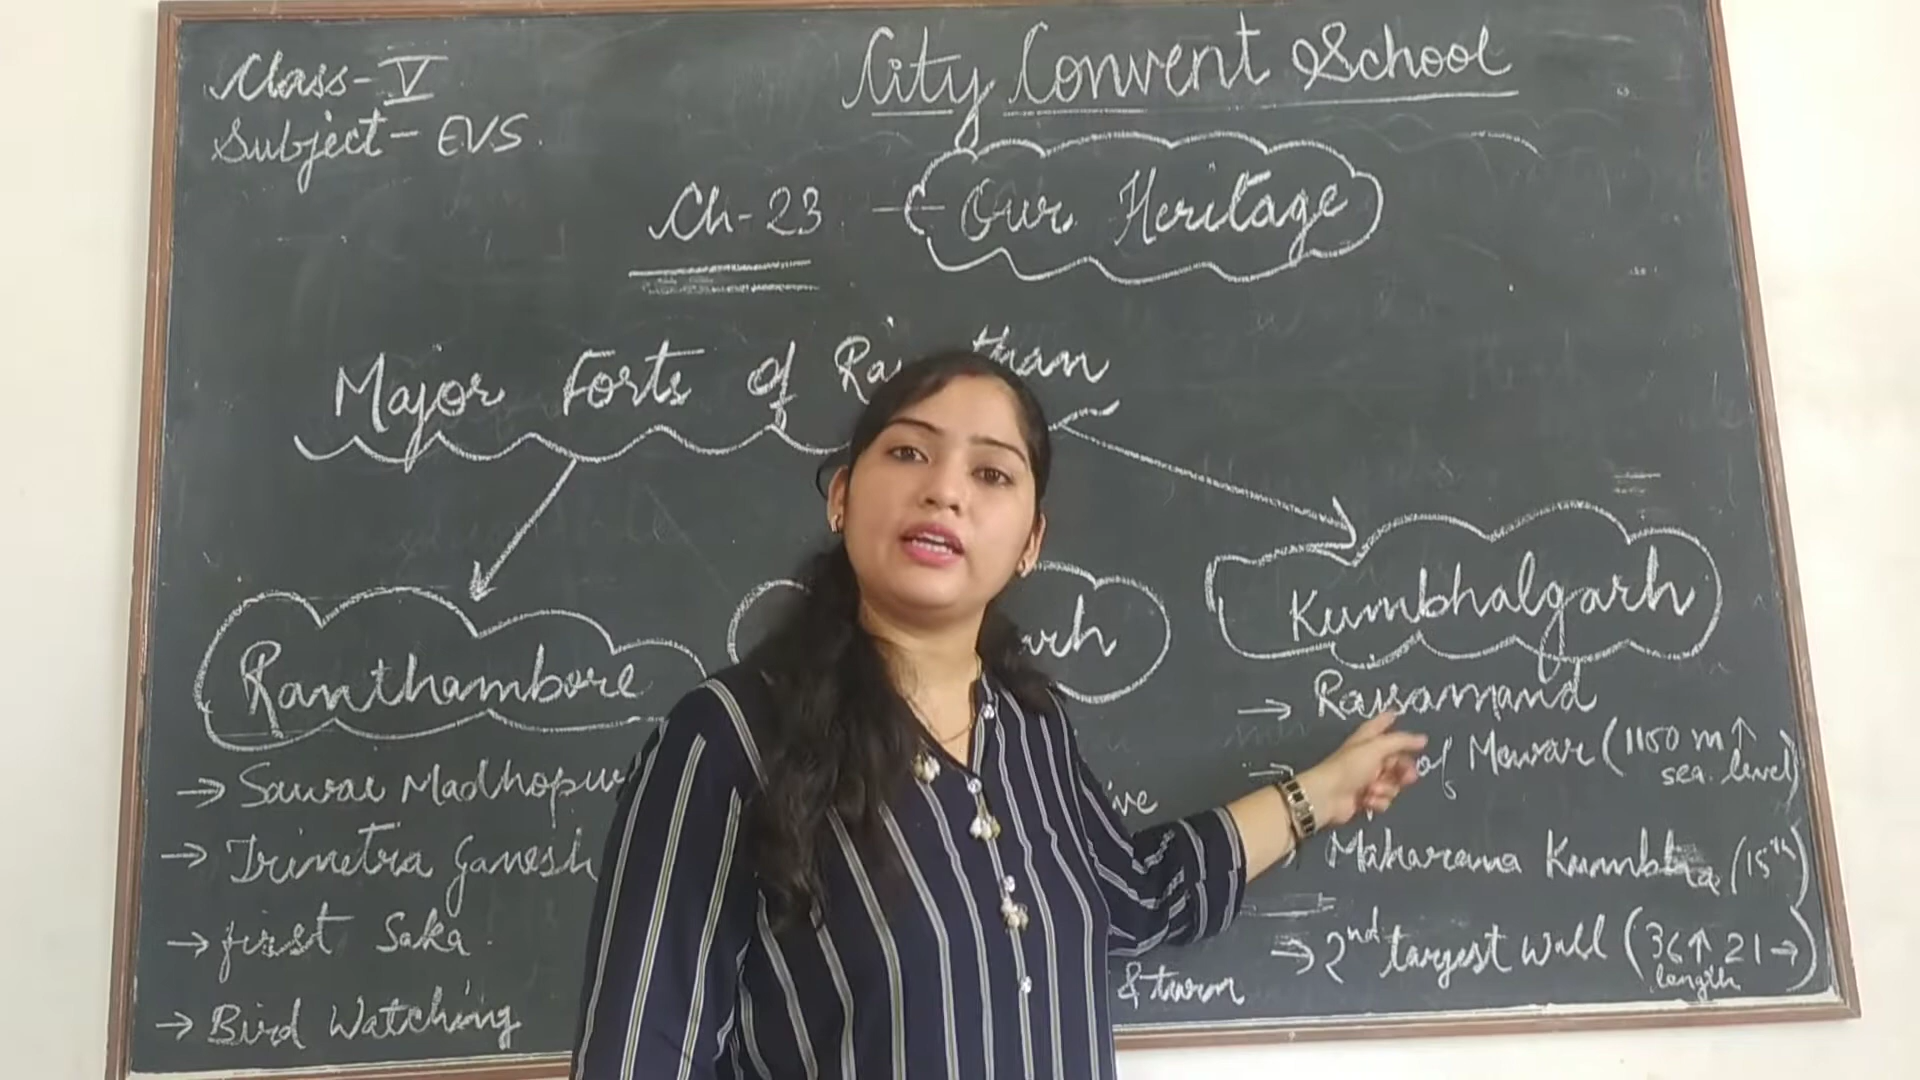 Class - V
City Convent School
Subject - EVS.
Ch-23 - Our Heritage
Major Forts of
Ranthambore
Kumbhalgarh
→ Sawai Madhopur
→ Trinetra Ganesh
→ first Saka
→ Bird Watching
& turm
→ Rajsamand
of Mewar (1150 m ↑ sea level)
Maharana Kumbha (15th)
→ 2nd largest wall (36 ↑ 21 →)
length